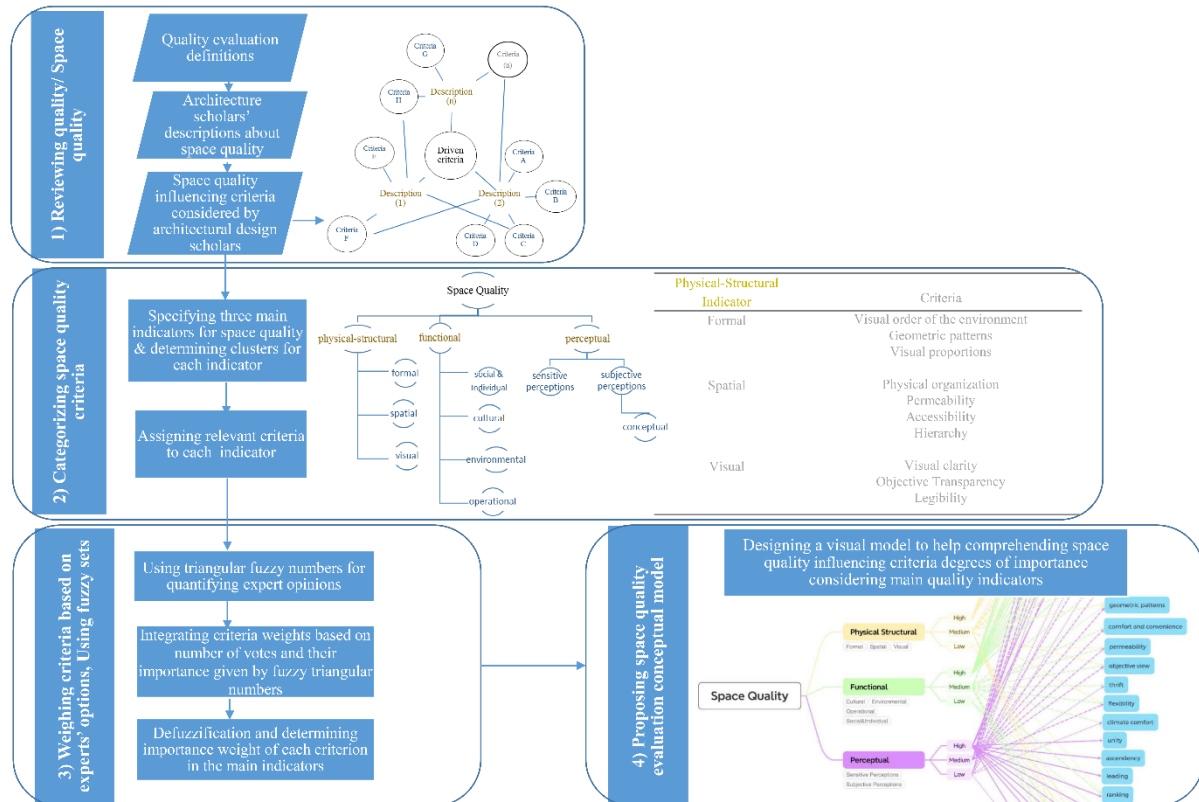 1) Reviewing quality/ Space
quality
Quality evaluation
definitions
Architecture
scholars'
descriptions about
space quality
Space quality
influencing criteria
considered by
architectural design
scholars
Criteria
G
Criteria
(n)
Criteria
H
Description
(n)
Criteria
E
Driven
criteria
Criteria
A
Description
(1)
Description
(2)
Criteria
B
Criteria
F
Criteria
D
Criteria
C
2) Categorizing space quality
criteria
Specifying three main
indicators for space quality
& determining clusters for
each indicator
Assigning relevant criteria
to each indicator
Space Quality
physical-structural
functional
perceptual
formal
spatial
visual
social &
individual
cultural
environmental
operational
sensitive
perceptions
subjective
perceptions
conceptual
Physical-Structural
Indicator
Criteria
Formal
Visual order of the environment
Geometric patterns
Visual proportions
Spatial
Physical organization
Permeability
Accessibility
Hierarchy
Visual
Visual clarity
Objective Transparency
Legibility
3) Weighing criteria based on
experts' options, Using fuzzy sets
Using triangular fuzzy numbers for
quantifying expert opinions
Integrating criteria weights based on
number of votes and their importance given by fuzzy triangular
numbers
Defuzzification and determining
importance weight of each criterion
in the main indicators
4) Proposing space quality
evaluation conceptual model
Designing a visual model to help comprehending space
quality influencing criteria degrees of importance
considering main quality indicators
Space Quality
Physical Structural
Formal Spatial Visual
High
Medium
Low
Functional
Cultural Environmental
Operational
Social&Individual
High
Medium
Low
Perceptual
Sensitive Perceptions
Subjective Perceptions
High
Medium
Low
geometric patterns
comfort and convenience
permeability
objective view
thrift
flexibility
climate comfort
unity
ascendency
leading
ranking